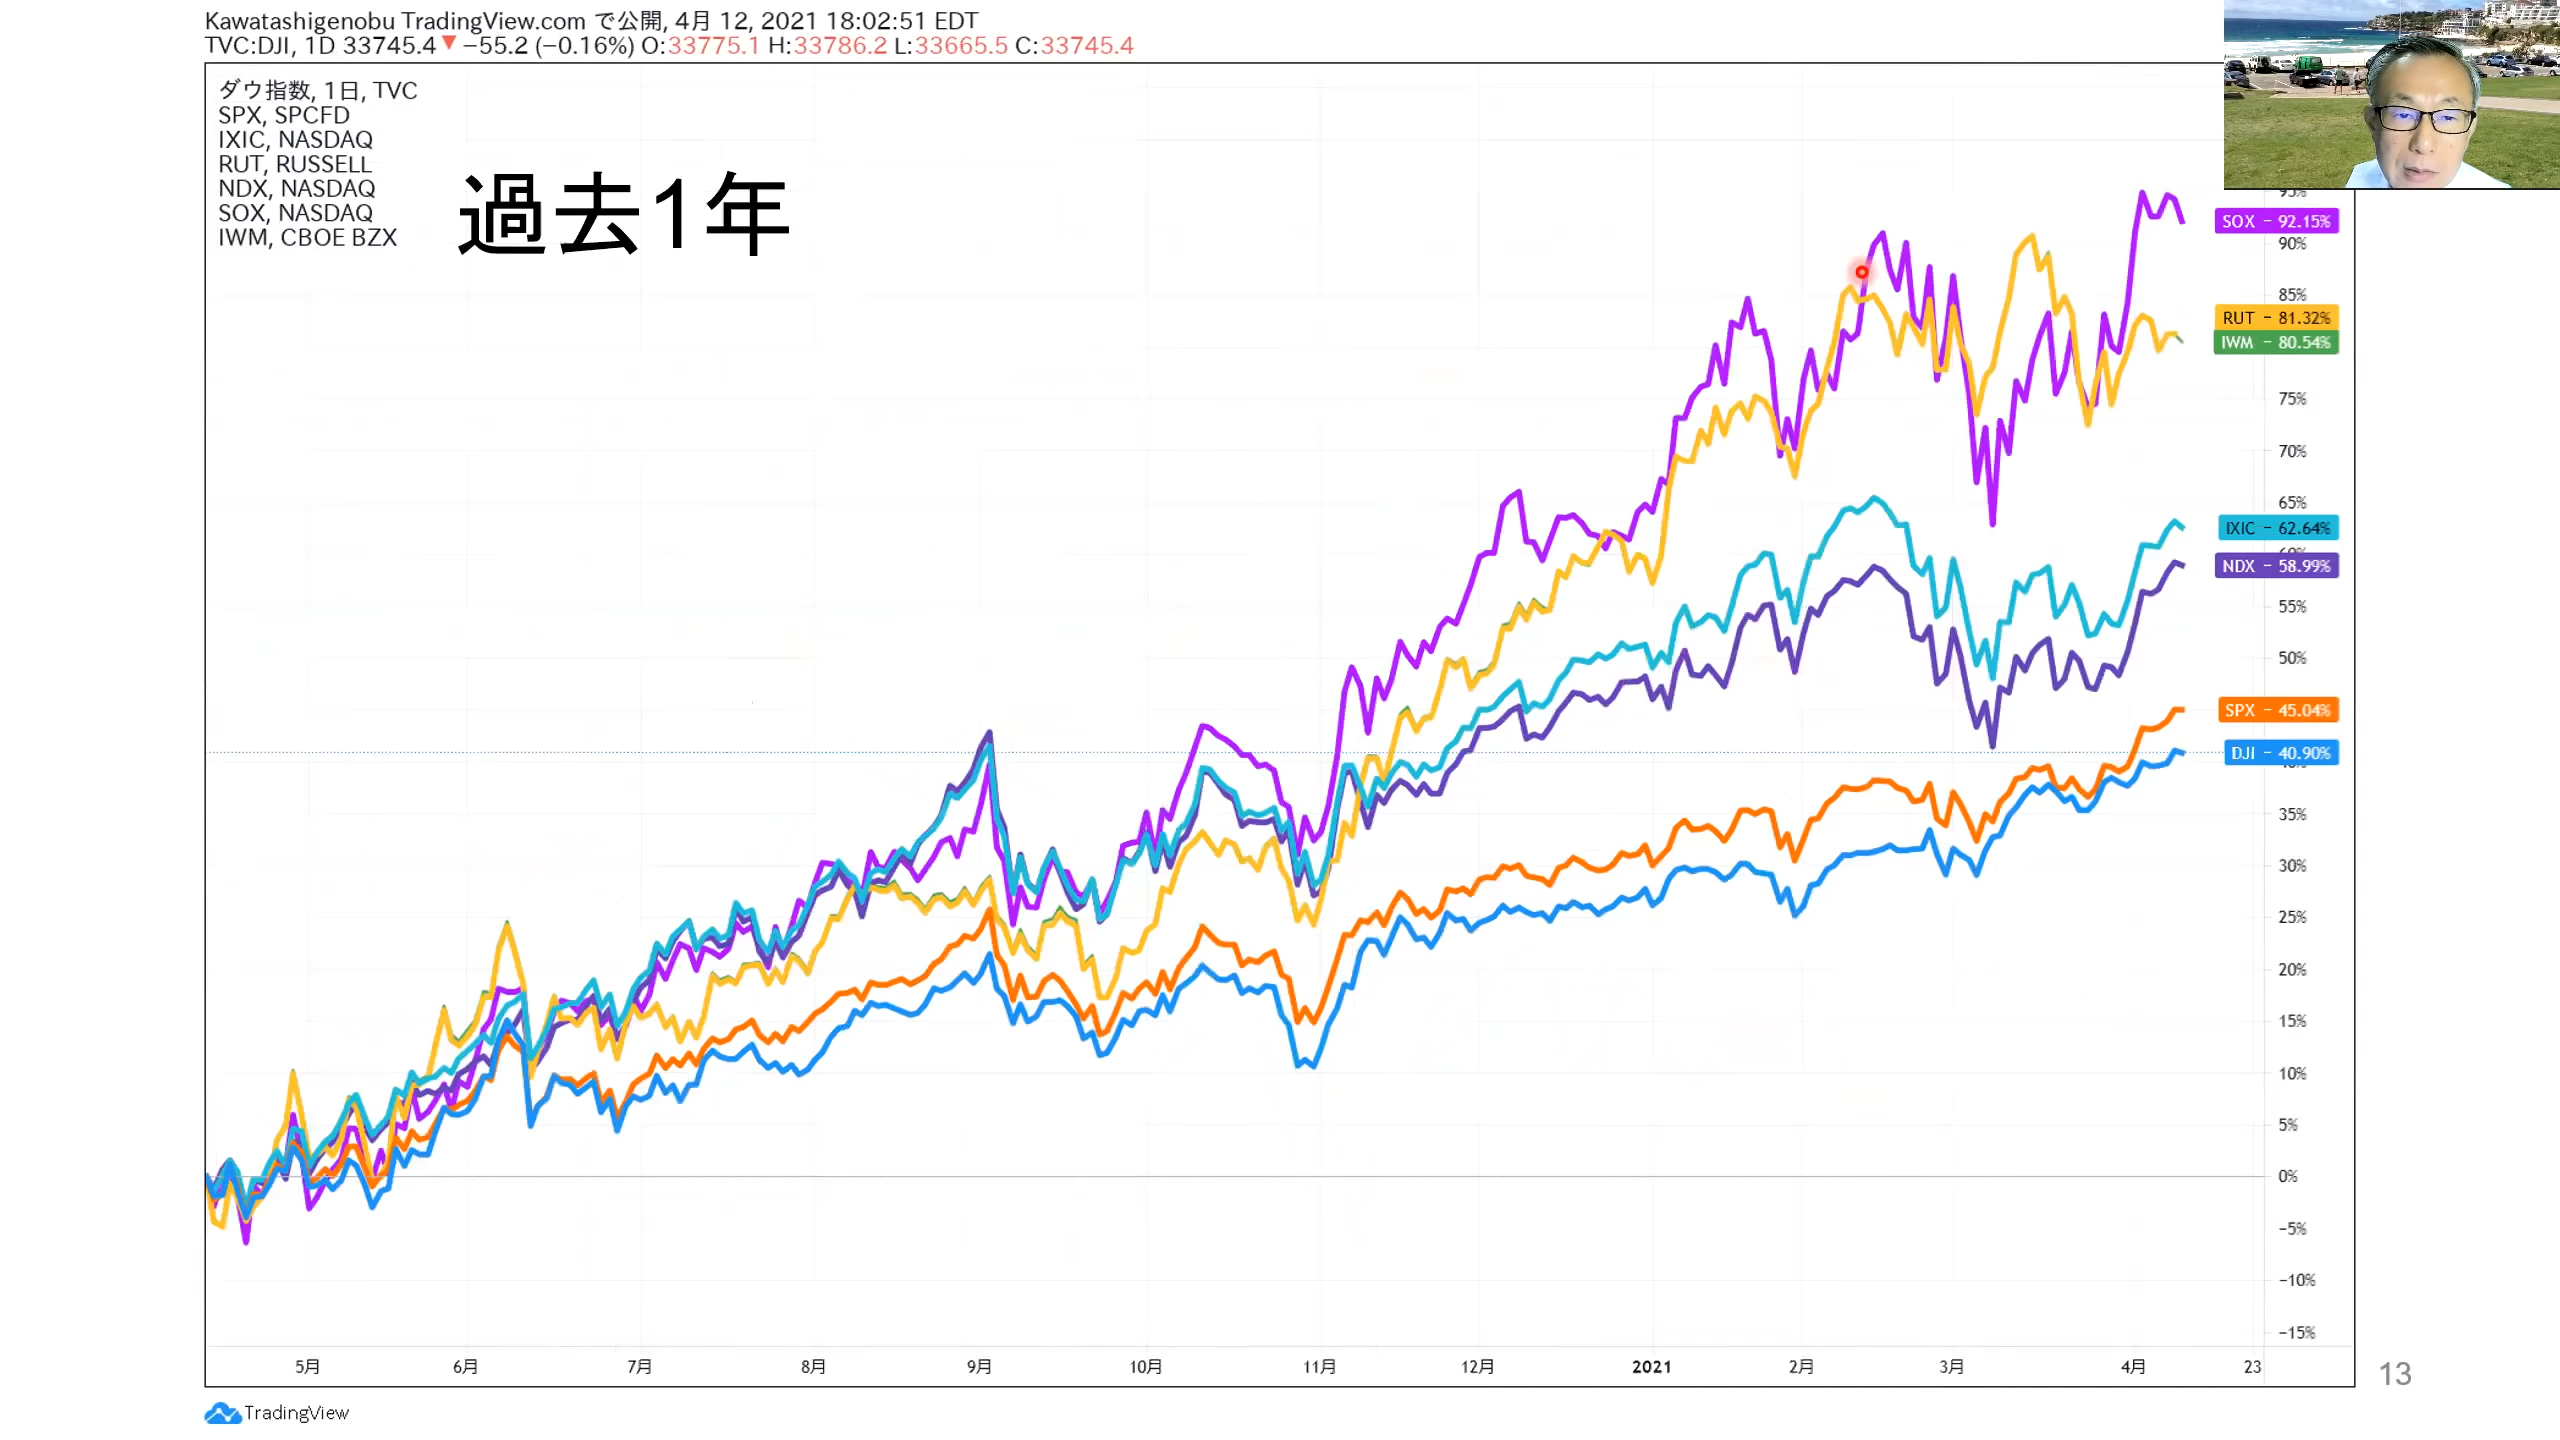 Kawatashigenobu TradingView.com で公開, 4月 12, 2021 18:02:51 EDT
TVC:DJI, 1D 33745.4 ▼ −55.2 (−0.16%) O:33775.1 H:33786.2 L:33665.5 C:33745.4
ダウ指数, 1日, TVC
SPX, SPCFD
IXIC, NASDAQ
RUT, RUSSELL
NDX, NASDAQ
SOX, NASDAQ
IWM, CBOE BZX
過去1年
95%
SOX − 92.15%
90%
85%
RUT − 81.32%
IWM − 80.54%
75%
70%
65%
IXIC − 62.64%
60%
NDX − 58.99%
55%
50%
SPX − 45.04%
DJI − 40.90%
40%
35%
30%
25%
20%
15%
10%
5%
0%
−5%
−10%
−15%
5月 6月 7月 8月 9月 10月 11月 12月 2021 2月 3月 4月 23
13
TradingView